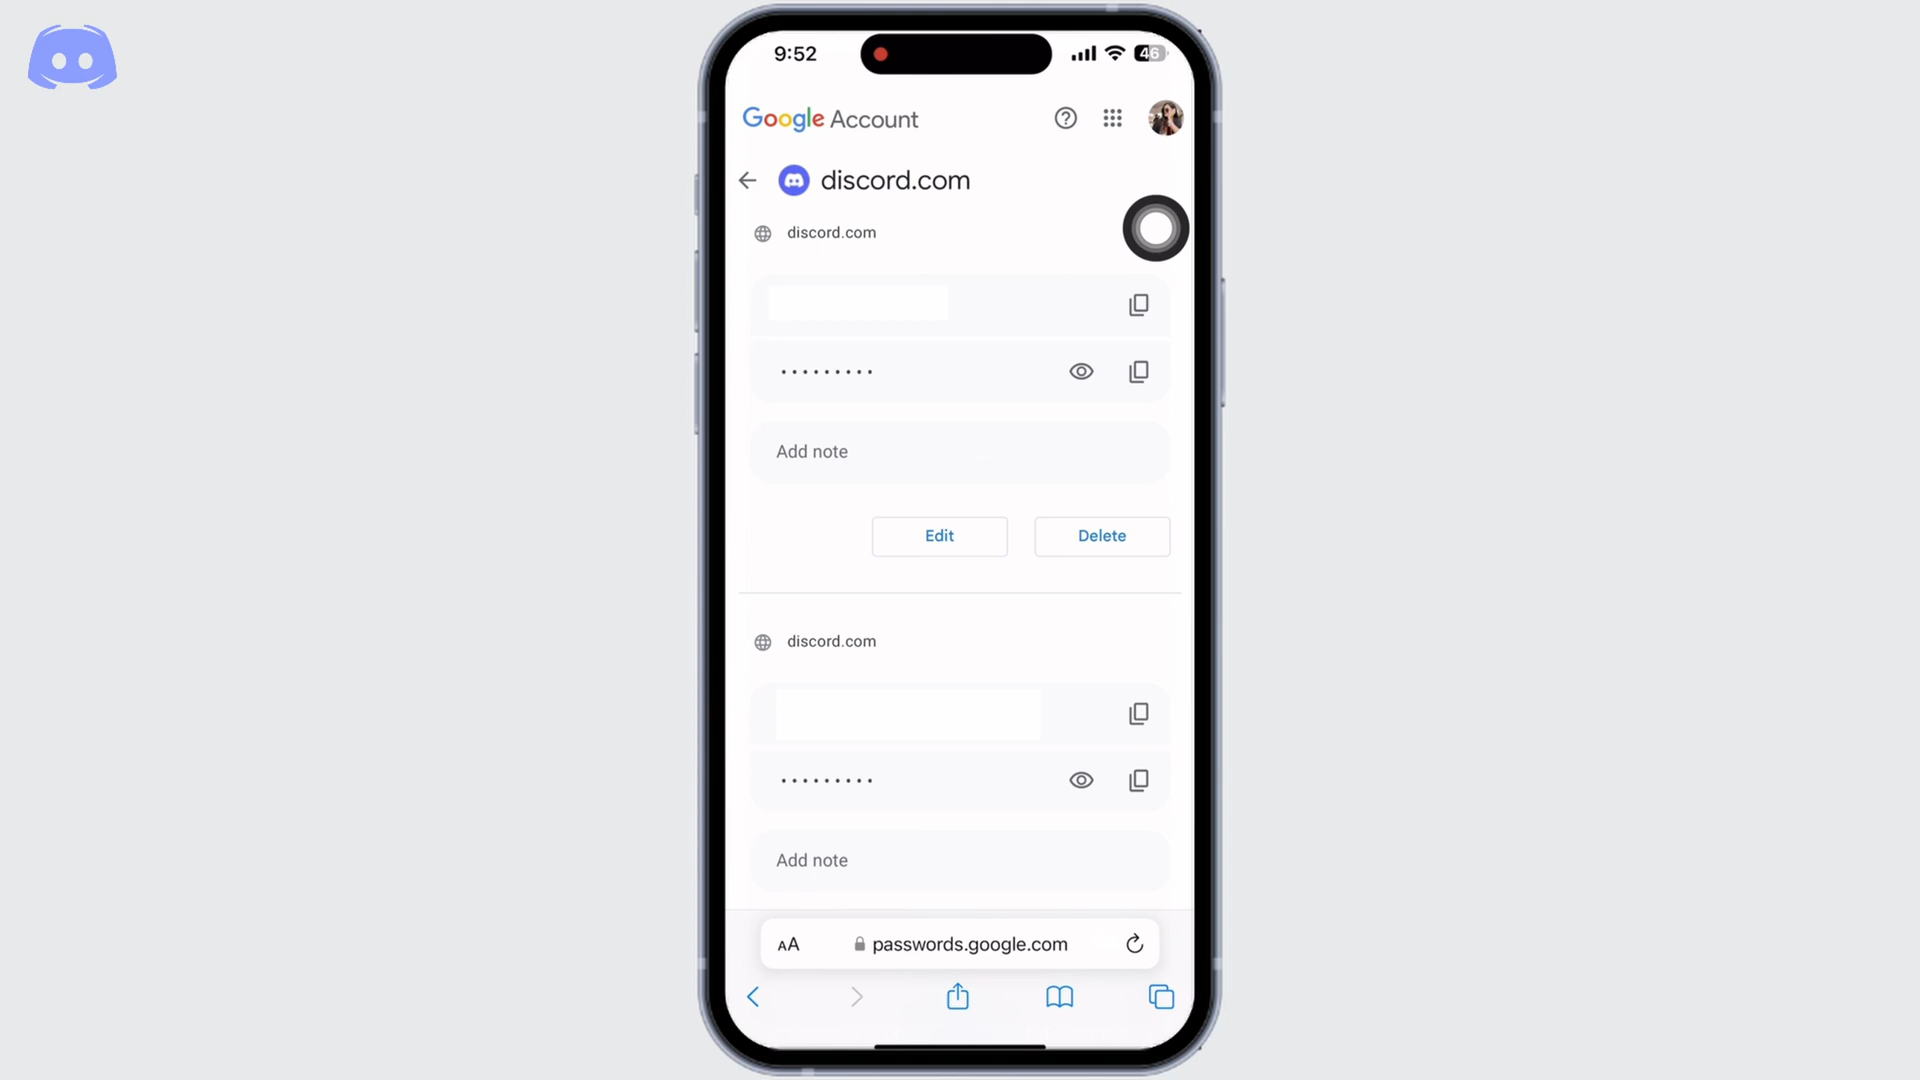 9:52
46
Google Account
discord.com
discord.com
•••••••••
Add note
Edit
Delete
discord.com
•••••••••
Add note
AA
passwords.google.com